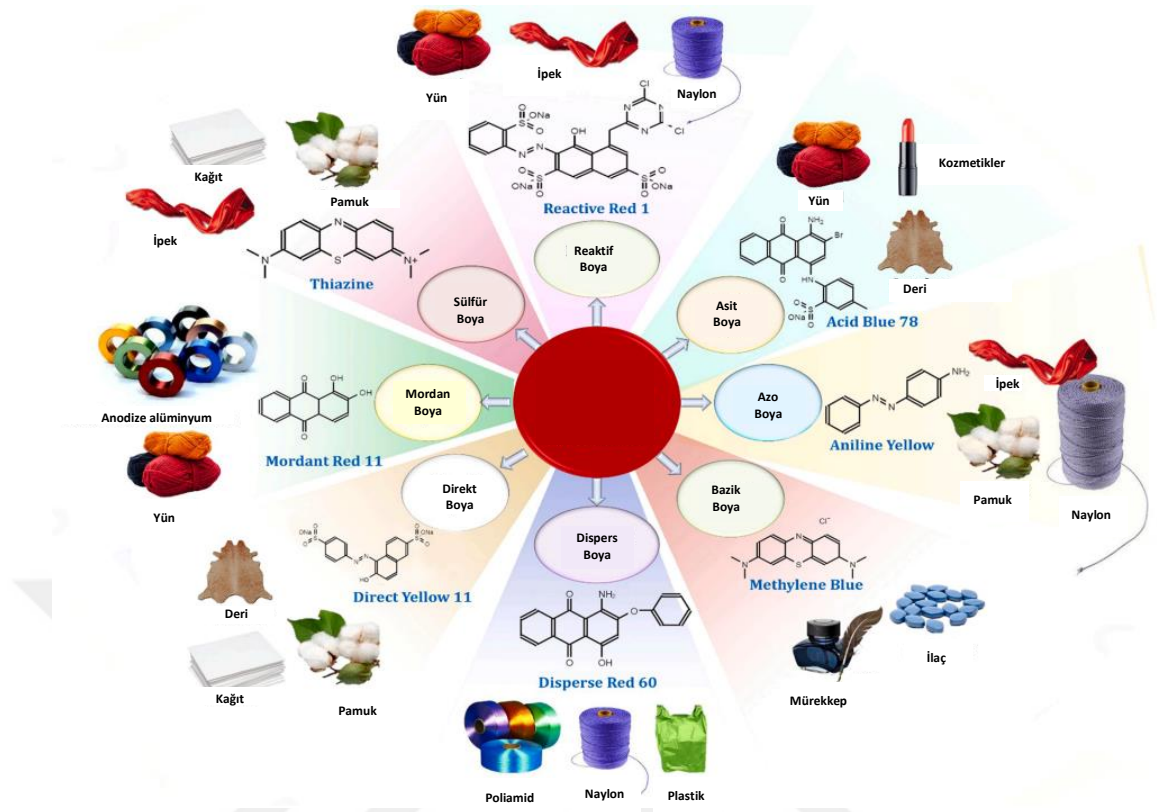 Yün
İpek
Naylon
Reactive Red 1
Reaktif
Boya
Yün
Kozmetikler
Deri
Acid Blue 78
Asit
Boya
İpek
Pamuk
Naylon
Aniline Yellow
Azo
Boya
Bazik
Boya
Cl⁻
Methylene Blue
İlaç
Mürekkep
Dispers
Boya
Disperse Red 60
Poliamid
Naylon
Plastik
Direkt
Boya
Direct Yellow 11
Deri
Kağıt
Pamuk
Mordan
Boya
Mordant Red 11
Anodize alüminyum
Yün
Sülfür
Boya
Thiazine
Kağıt
Pamuk
İpek